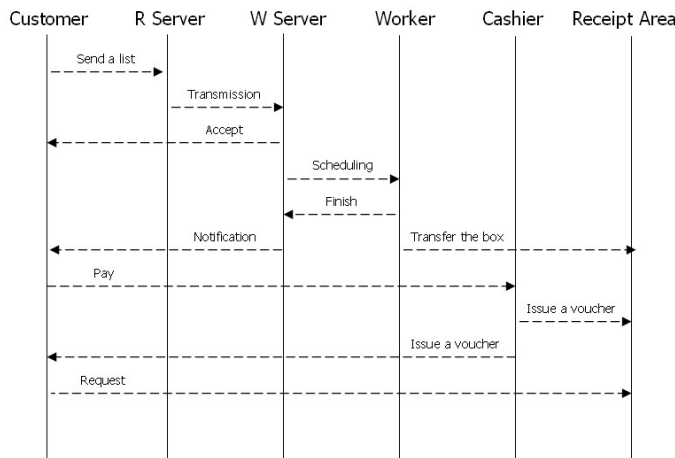 Customer R Server W Server Worker Cashier Receipt Area
Send a list
Transmission
Accept
Scheduling
Finish
Notification Transfer the box
Pay
Issue a voucher
Issue a voucher
Request